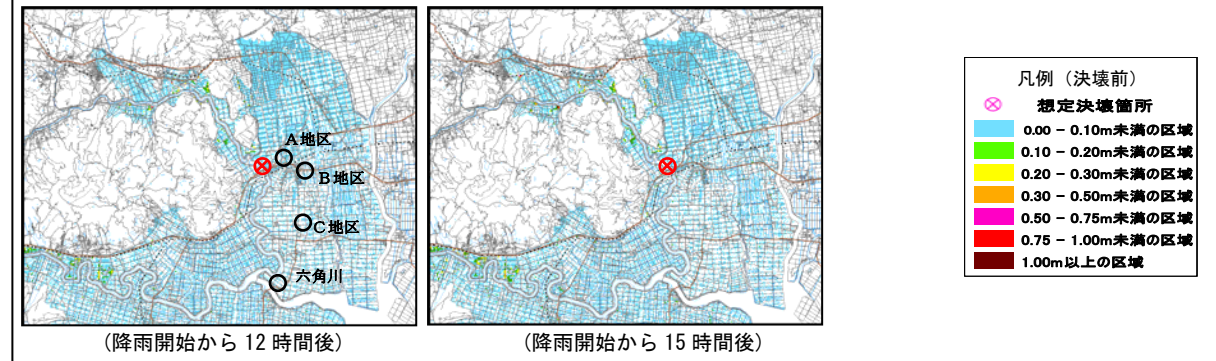 A地区
B地区
C地区
六角川
(降雨開始から 12 時間後)
(降雨開始から 15 時間後)
凡例（決壊前）
想定決壊箇所
0.00 － 0.10m未満の区域
0.10 － 0.20m未満の区域
0.20 － 0.30m未満の区域
0.30 － 0.50m未満の区域
0.50 － 0.75m未満の区域
0.75 － 1.00m未満の区域
1.00m以上の区域